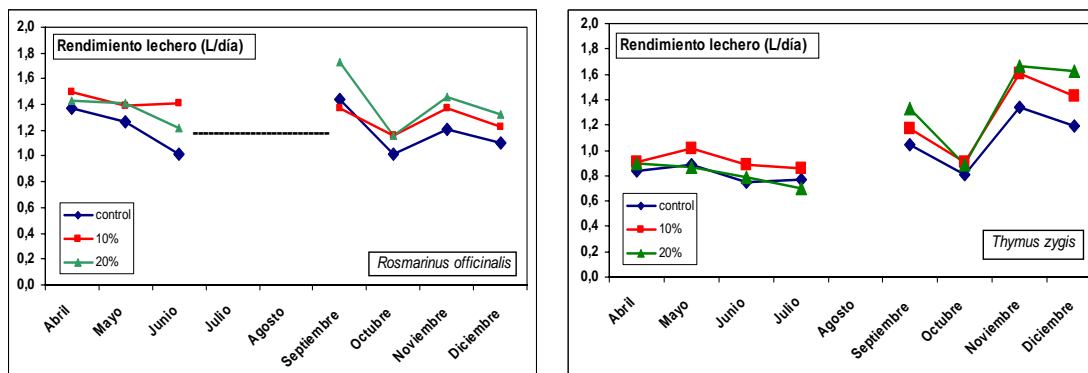 2,0
1,8
1,6
1,4
1,2
1,0
0,8
0,6
0,4
0,2
0,0
Rendimiento lechero (L/día)
control
10%
20%
Rosmarinus officinalis
Abril
Mayo
Junio
Julio
Agosto
Septiembre
Octubre
Noviembre
Diciembre
2,0
1,8
1,6
1,4
1,2
1,0
0,8
0,6
0,4
0,2
0,0
Rendimiento lechero (L/día)
control
10%
20%
Thymus zygis
Abril
Mayo
Junio
Julio
Agosto
Septiembre
Octubre
Noviembre
Diciembre